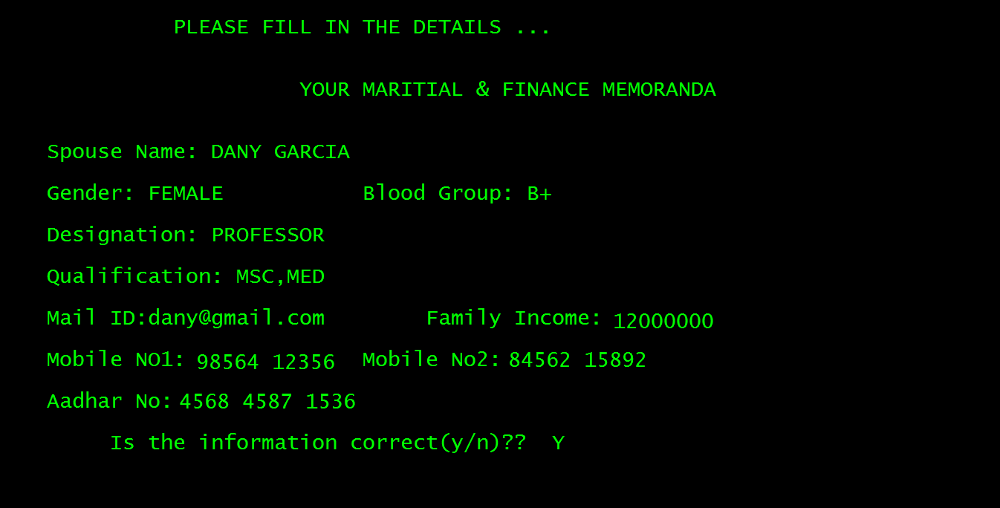 PLEASE FILL IN THE DETAILS ...
YOUR MARITIAL & FINANCE MEMORANDA
Spouse Name: DANY GARCIA
Gender: FEMALE Blood Group: B+
Designation: PROFESSOR
Qualification: MSC,MED
Mail ID:dany@gmail.com Family Income: 12000000
Mobile NO1: 98564 12356 Mobile No2: 84562 15892
Aadhar No: 4568 4587 1536
Is the information correct(y/n)?? Y